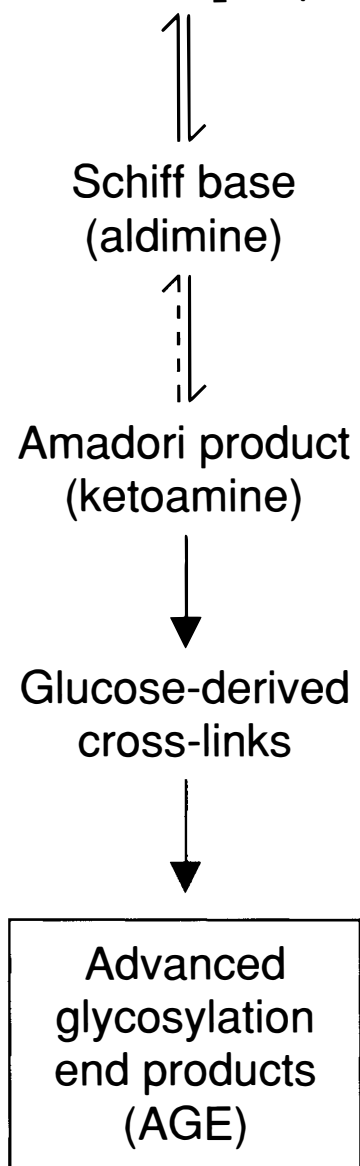 Schiff base
(aldimine)
Amadori product
(ketoamine)
Glucose-derived
cross-links
Advanced
glycosylation
end products
(AGE)